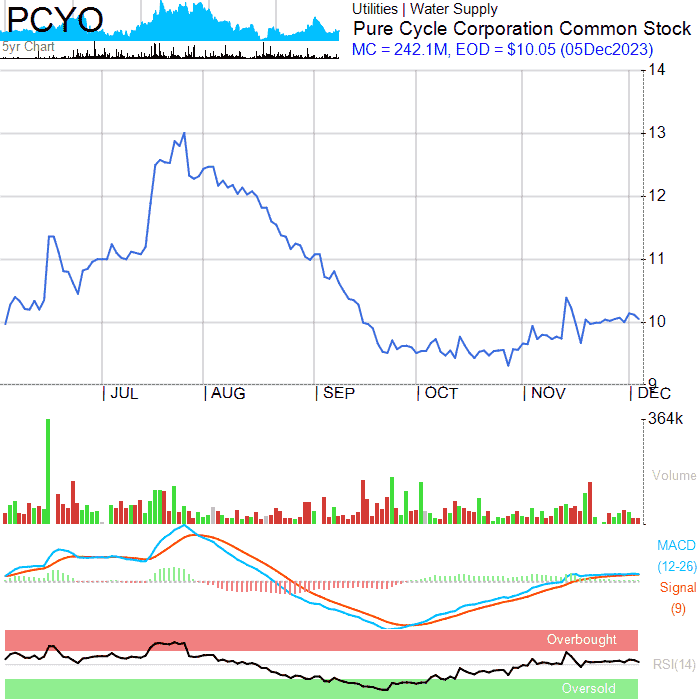 PCYO
5yr Chart
Utilities | Water Supply
Pure Cycle Corporation Common Stock
MC = 242.1M, EOD = $10.05 (05Dec2023)
14
13
12
11
10
9
JUL AUG SEP OCT NOV DEC
364k
Volume
MACD
(12-26)
Signal
(9)
Overbought
RSI(14)
Oversold